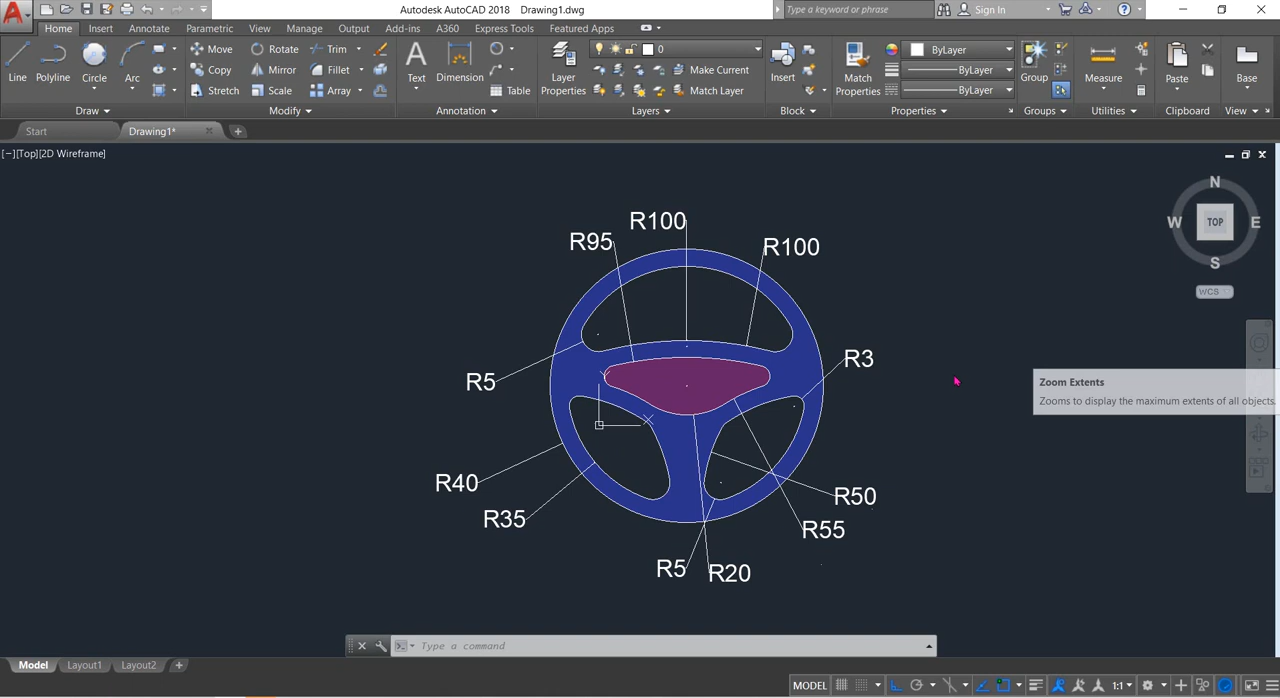 Autodesk AutoCAD 2018 Drawing1.dwg
Type a keyword or phrase
Sign In
Home Insert Annotate Parametric View Manage Output Add-ins A360 Express Tools Featured Apps
Line
Polyline
Circle
Arc
Move Rotate Trim
Copy Mirror Fillet
Stretch Scale Array
Text
Dimension
Table
Layer Properties
0
Make Current
Match Layer
Insert
Match Properties
ByLayer
ByLayer
ByLayer
Group
Measure
Paste
Base
Draw Modify Annotation Layers Block Properties Groups Utilities Clipboard View
Start Drawing1*
[−][Top][2D Wireframe]
N
W TOP E
S
WCS
R100
R95
R100
R3
R5
R40
R35
R50
R55
R5
R20
Zoom Extents
Zooms to display the maximum extents of all objects.
Type a command
Model Layout1 Layout2
MODEL
1:1